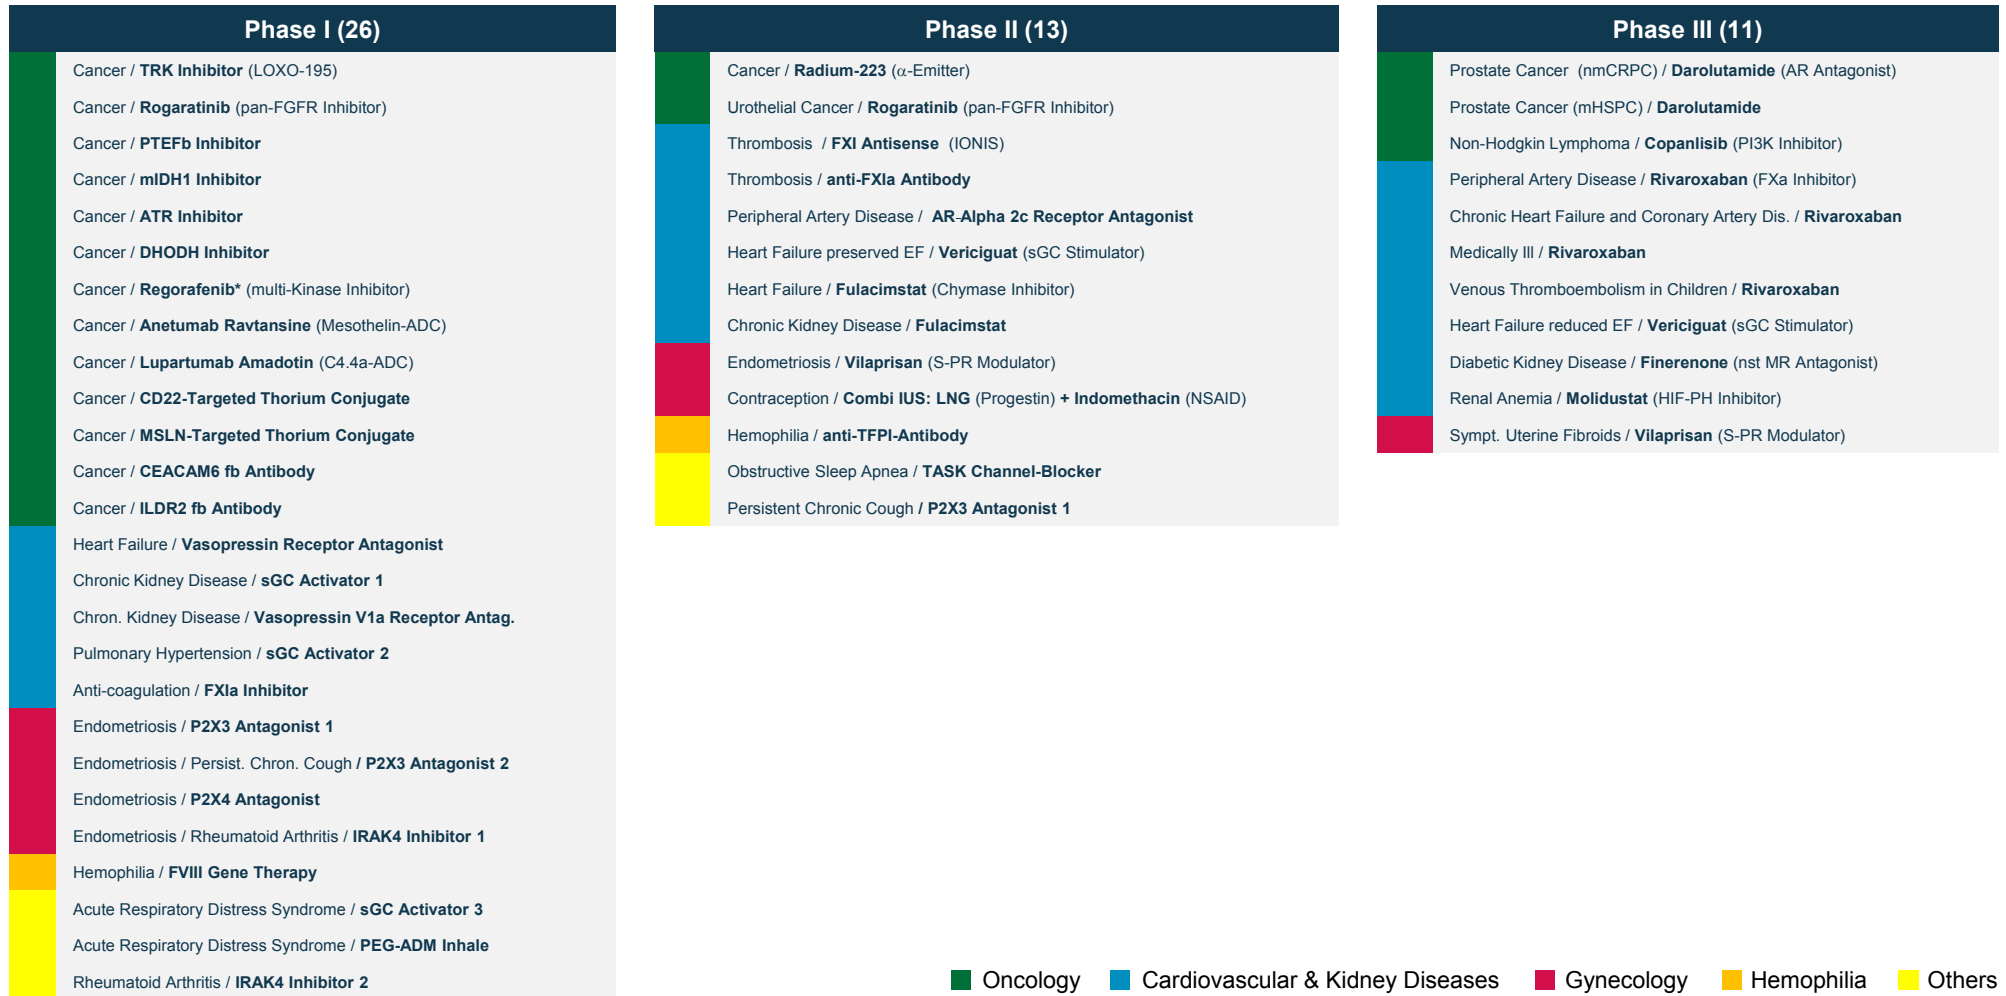 Phase I (26)
Cancer / TRK Inhibitor (LOXO-195)
Cancer / Rogaratinib (pan-FGFR Inhibitor)
Cancer / PTEFb Inhibitor
Cancer / mIDH1 Inhibitor
Cancer / ATR Inhibitor
Cancer / DHODH Inhibitor
Cancer / Regorafenib* (multi-Kinase Inhibitor)
Cancer / Anetumab Ravtansine (Mesothelin-ADC)
Cancer / Lupartumab Amadotin (C4.4a-ADC)
Cancer / CD22-Targeted Thorium Conjugate
Cancer / MSLN-Targeted Thorium Conjugate
Cancer / CEACAM6 fb Antibody
Cancer / ILDR2 fb Antibody
Heart Failure / Vasopressin Receptor Antagonist
Chronic Kidney Disease / sGC Activator 1
Chron. Kidney Disease / Vasopressin V1a Receptor Antag.
Pulmonary Hypertension / sGC Activator 2
Anti-coagulation / FXIa Inhibitor
Endometriosis / P2X3 Antagonist 1
Endometriosis / Persist. Chron. Cough / P2X3 Antagonist 2
Endometriosis / P2X4 Antagonist
Endometriosis / Rheumatoid Arthritis / IRAK4 Inhibitor 1
Hemophilia / FVIII Gene Therapy
Acute Respiratory Distress Syndrome / sGC Activator 3
Acute Respiratory Distress Syndrome / PEG-ADM Inhale
Rheumatoid Arthritis / IRAK4 Inhibitor 2
Phase II (13)
Cancer / Radium-223 (α-Emitter)
Urothelial Cancer / Rogaratinib (pan-FGFR Inhibitor)
Thrombosis / FXI Antisense (IONIS)
Thrombosis / anti-FXIa Antibody
Peripheral Artery Disease / AR-Alpha 2c Receptor Antagonist
Heart Failure preserved EF / Vericiguat (sGC Stimulator)
Heart Failure / Fulacimstat (Chymase Inhibitor)
Chronic Kidney Disease / Fulacimstat
Endometriosis / Vilaprisan (S-PR Modulator)
Contraception / Combi IUS: LNG (Progestin) + Indomethacin (NSAID)
Hemophilia / anti-TFPI-Antibody
Obstructive Sleep Apnea / TASK Channel-Blocker
Persistent Chronic Cough / P2X3 Antagonist 1
Phase III (11)
Prostate Cancer (nmCRPC) / Darolutamide (AR Antagonist)
Prostate Cancer (mHSPC) / Darolutamide
Non-Hodgkin Lymphoma / Copanlisib (PI3K Inhibitor)
Peripheral Artery Disease / Rivaroxaban (FXa Inhibitor)
Chronic Heart Failure and Coronary Artery Dis. / Rivaroxaban
Medically Ill / Rivaroxaban
Venous Thromboembolism in Children / Rivaroxaban
Heart Failure reduced EF / Vericiguat (sGC Stimulator)
Diabetic Kidney Disease / Finerenone (nst MR Antagonist)
Renal Anemia / Molidustat (HIF-PH Inhibitor)
Sympt. Uterine Fibroids / Vilaprisan (S-PR Modulator)
Oncology Cardiovascular & Kidney Diseases Gynecology Hemophilia Others